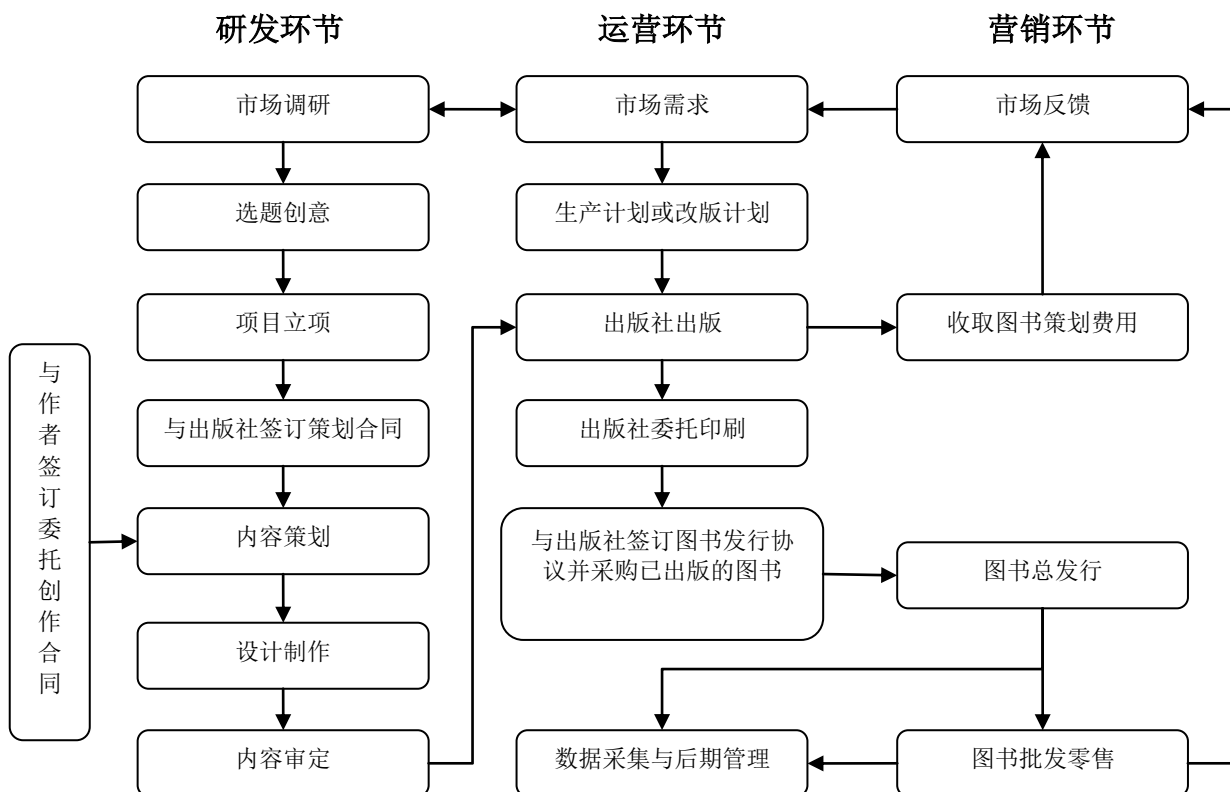 研发环节
运营环节
营销环节
市场调研
市场需求
市场反馈
选题创意
生产计划或改版计划
项目立项
出版社出版
收取图书策划费用
与作者签订委托创作合同
与出版社签订策划合同
出版社委托印刷
内容策划
与出版社签订图书发行协
议并采购已出版的图书
图书总发行
设计制作
内容审定
数据采集与后期管理
图书批发零售